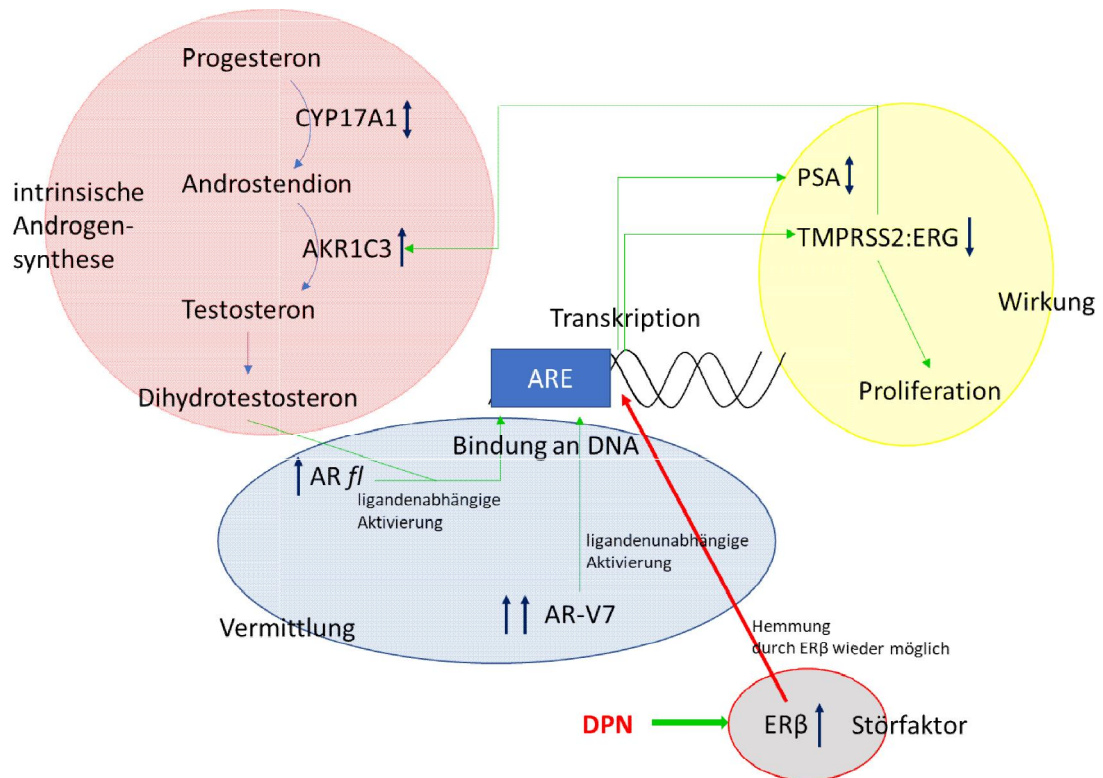 Progesteron
CYP17A1
Androstendion
intrinsische
Androgen-
synthese
AKR1C3
Testosteron
Dihydrotestosteron
PSA
TMPRSS2:ERG
Wirkung
Proliferation
Transkription
ARE
Bindung an DNA
AR fl
ligandenabhängige
Aktivierung
ligandenunabhängige
Aktivierung
AR-V7
Vermittlung
Hemmung
durch ERβ wieder möglich
DPN
ERβ
Störfaktor